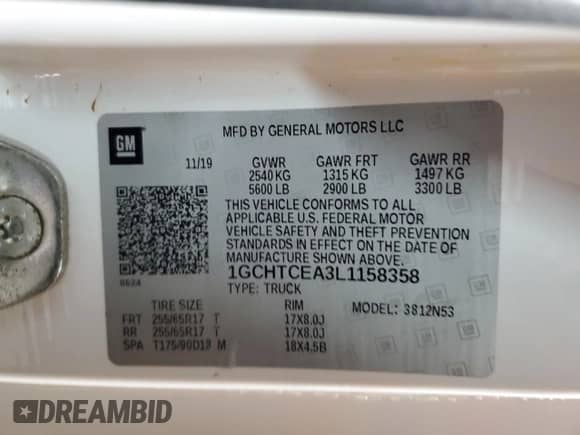 GM
MFD BY GENERAL MOTORS LLC
11/19 GVWR GAWR FRT GAWR RR
2540 KG 1315 KG 1497 KG
5600 LB 2900 LB 3300 LB
THIS VEHICLE CONFORMS TO ALL
APPLICABLE U.S. FEDERAL MOTOR
VEHICLE SAFETY AND THEFT PREVENTION
STANDARDS IN EFFECT ON THE DATE OF
MANUFACTURE SHOWN ABOVE.
0624
1GCHTCEA3L1158358
TYPE: TRUCK
TIRE SIZE RIM MODEL: 3812N53
FRT 255/65R17 T 17X8.0J
RR 255/65R17 T 17X8.0J
SPA T175/90D18 M 18X4.5B
DREAMBID